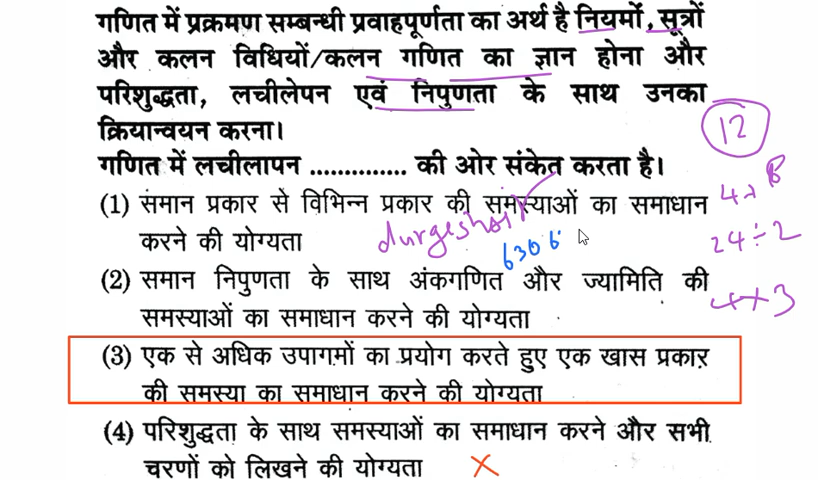 गणित में प्रक्रमण सम्बन्धी प्रवाहपूर्णता का अर्थ है नियमों, सूत्रों
और कलन विधियों/कलन गणित का ज्ञान होना और
परिशुद्धता, लचीलेपन एवं निपुणता के साथ उनका
क्रियान्वयन करना।
12
गणित में लचीलापन ............... की ओर संकेत करता है।
(1) समान प्रकार से विभिन्न प्रकार की समस्याओं का समाधान
करने की योग्यता
6306
24÷2
(2) समान निपुणता के साथ अंकगणित और ज्यामिति की
समस्याओं का समाधान करने की योग्यता
4×3
(3) एक से अधिक उपागमों का प्रयोग करते हुए एक खास प्रकार
की समस्या का समाधान करने की योग्यता
(4) परिशुद्धता के साथ समस्याओं का समाधान करने और सभी
चरणों को लिखने की योग्यता